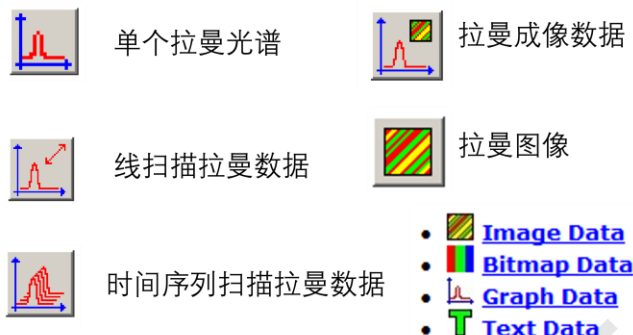 单个拉曼光谱
拉曼成像数据
线扫描拉曼数据
拉曼图像
时间序列扫描拉曼数据
Image Data
Bitmap Data
Graph Data
Text Data